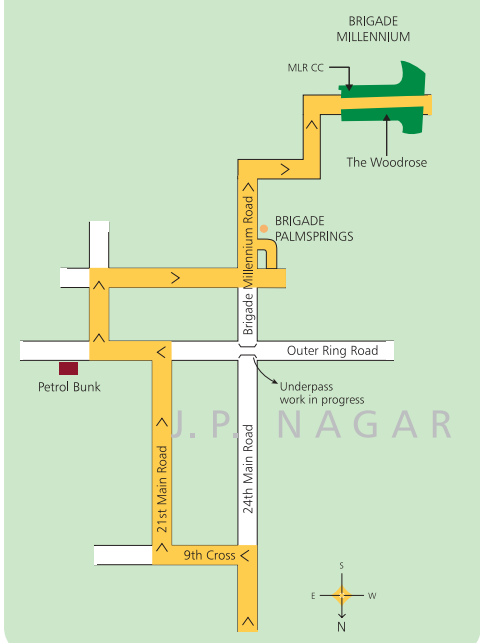 BRIGADE
MILLENNIUM
MLR CC
The Woodrose
Brigade Millennium Road
BRIGADE
PALMSPRINGS
Outer Ring Road
Petrol Bunk
Underpass
work in progress
J. P. NAGAR
21st Main Road
24th Main Road
9th Cross
S
E
W
N